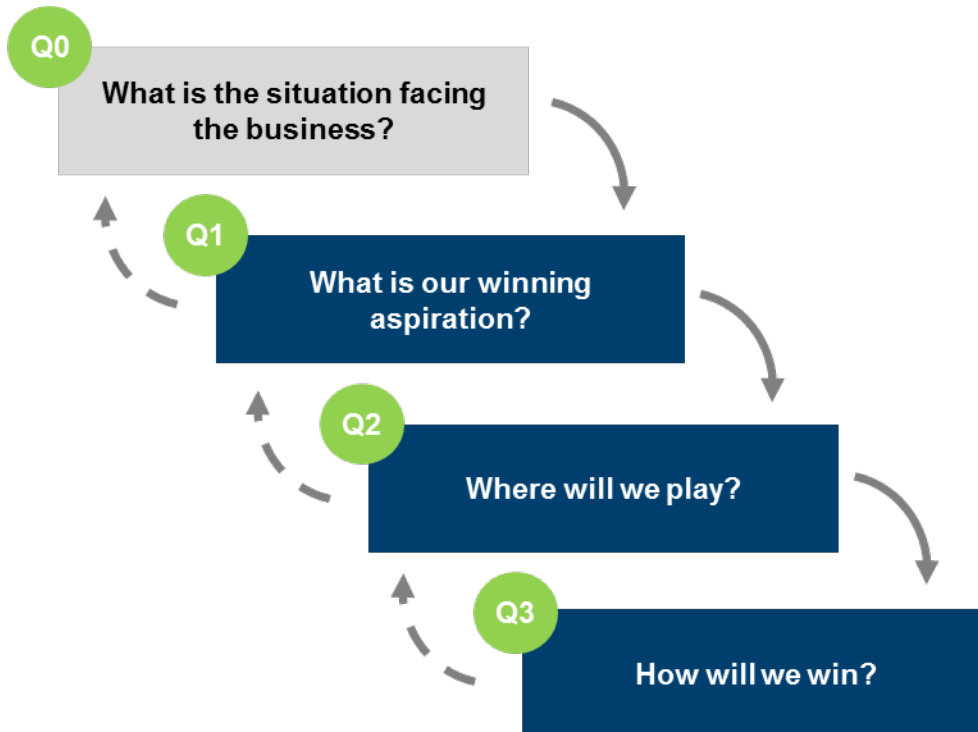 Q0
What is the situation facing
the business?
Q1
What is our winning
aspiration?
Q2
Where will we play?
Q3
How will we win?